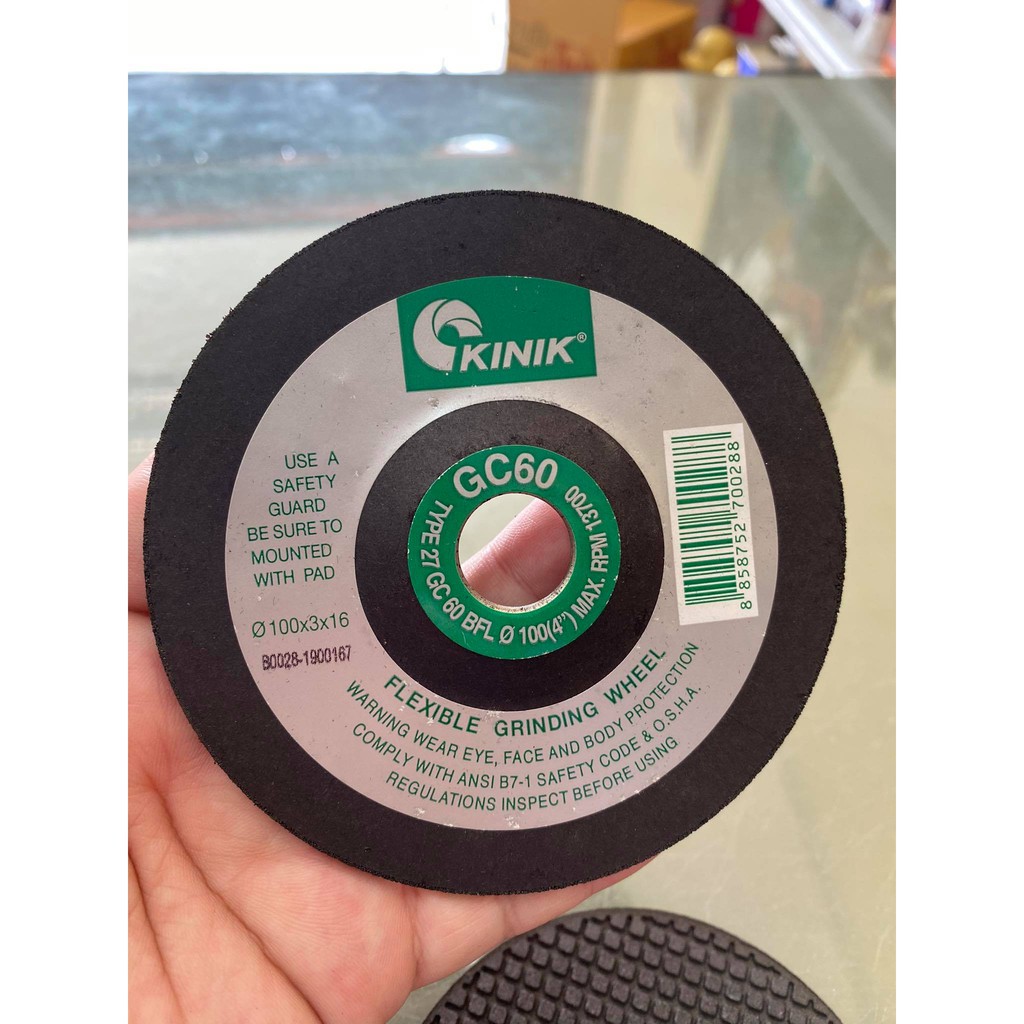 KINIK®
GC60
TYPE 27 GC 60 BFL Ø 100(4") MAX. RPM 13700
USE A
SAFETY
GUARD
BE SURE TO
MOUNTED
WITH PAD
Ø 100x3x16
B0028-1900167
8 858752 700288
FLEXIBLE GRINDING WHEEL
WARNING WEAR EYE, FACE AND BODY PROTECTION
COMPLY WITH ANSI B7-1 SAFETY CODE & O.S.H.A.
REGULATIONS INSPECT BEFORE USING